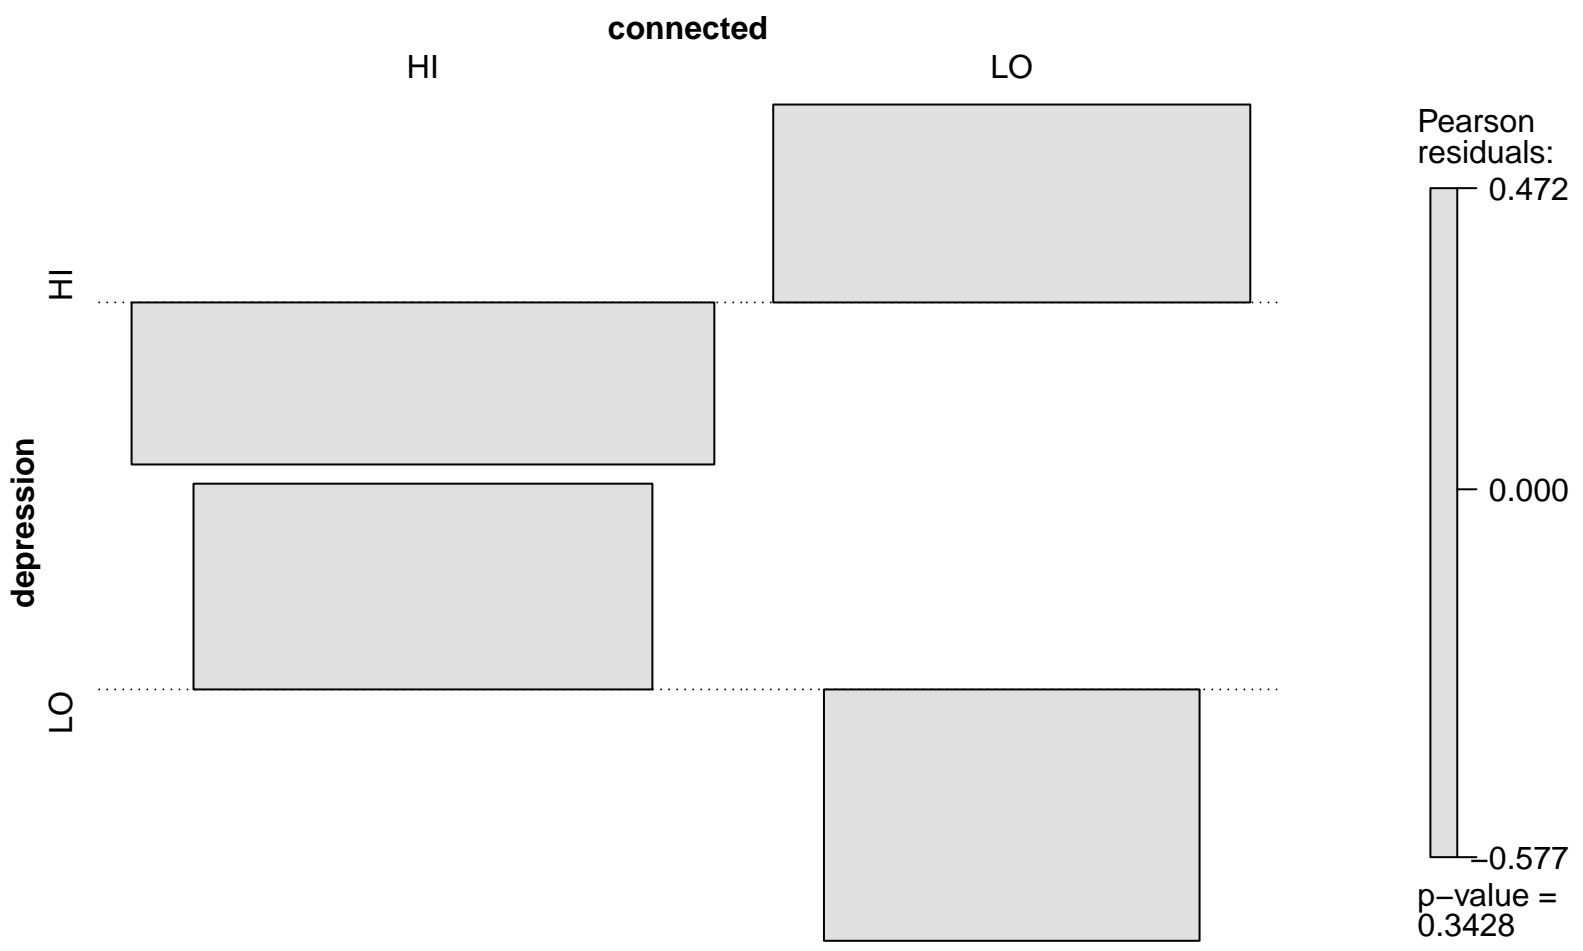 connected
HI
LO
HI
depression
LO
Pearson
residuals:
0.472
0.000
−0.577
p−value =
0.3428